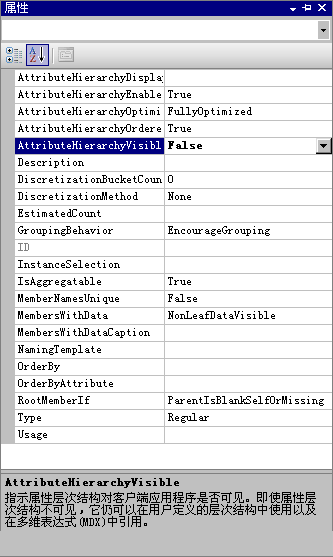 属性
AttributeHierarchyDisplay
AttributeHierarchyEnable True
AttributeHierarchyOptimi FullyOptimized
AttributeHierarchyOrdere True
AttributeHierarchyVisibl False
Description
DiscretizationBucketCoun 0
DiscretizationMethod None
EstimatedCount
GroupingBehavior EncourageGrouping
ID
InstanceSelection
IsAggregatable True
MemberNamesUnique False
MembersWithData NonLeafDataVisible
MembersWithDataCaption
NamingTemplate
OrderBy
OrderByAttribute
RootMemberIf ParentIsBlankSelfOrMissing
Type Regular
Usage
AttributeHierarchyVisible
指示属性层次结构对客户端应用程序是否可见。即使属性层
次结构不可见，它仍可以在用户定义的层次结构中使用以及
在多维表达式(MDX)中引用。